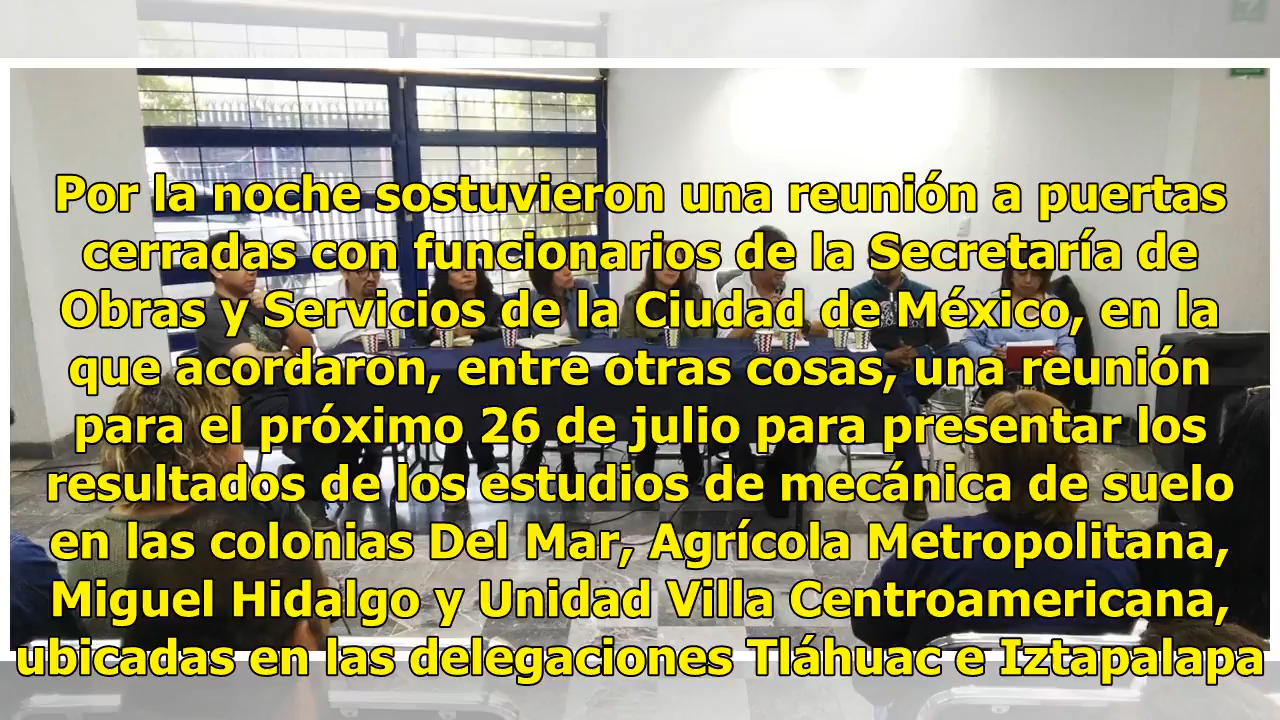 Por la noche sostuvieron una reunión a puertas
cerradas con funcionarios de la Secretaría de
Obras y Servicios de la Ciudad de México, en la
que acordaron, entre otras cosas, una reunión
para el próximo 26 de julio para presentar los
resultados de los estudios de mecánica de suelo
en las colonias Del Mar, Agrícola Metropolitana,
Miguel Hidalgo y Unidad Villa Centroamericana,
ubicadas en las delegaciones Tláhuac e Iztapalapa